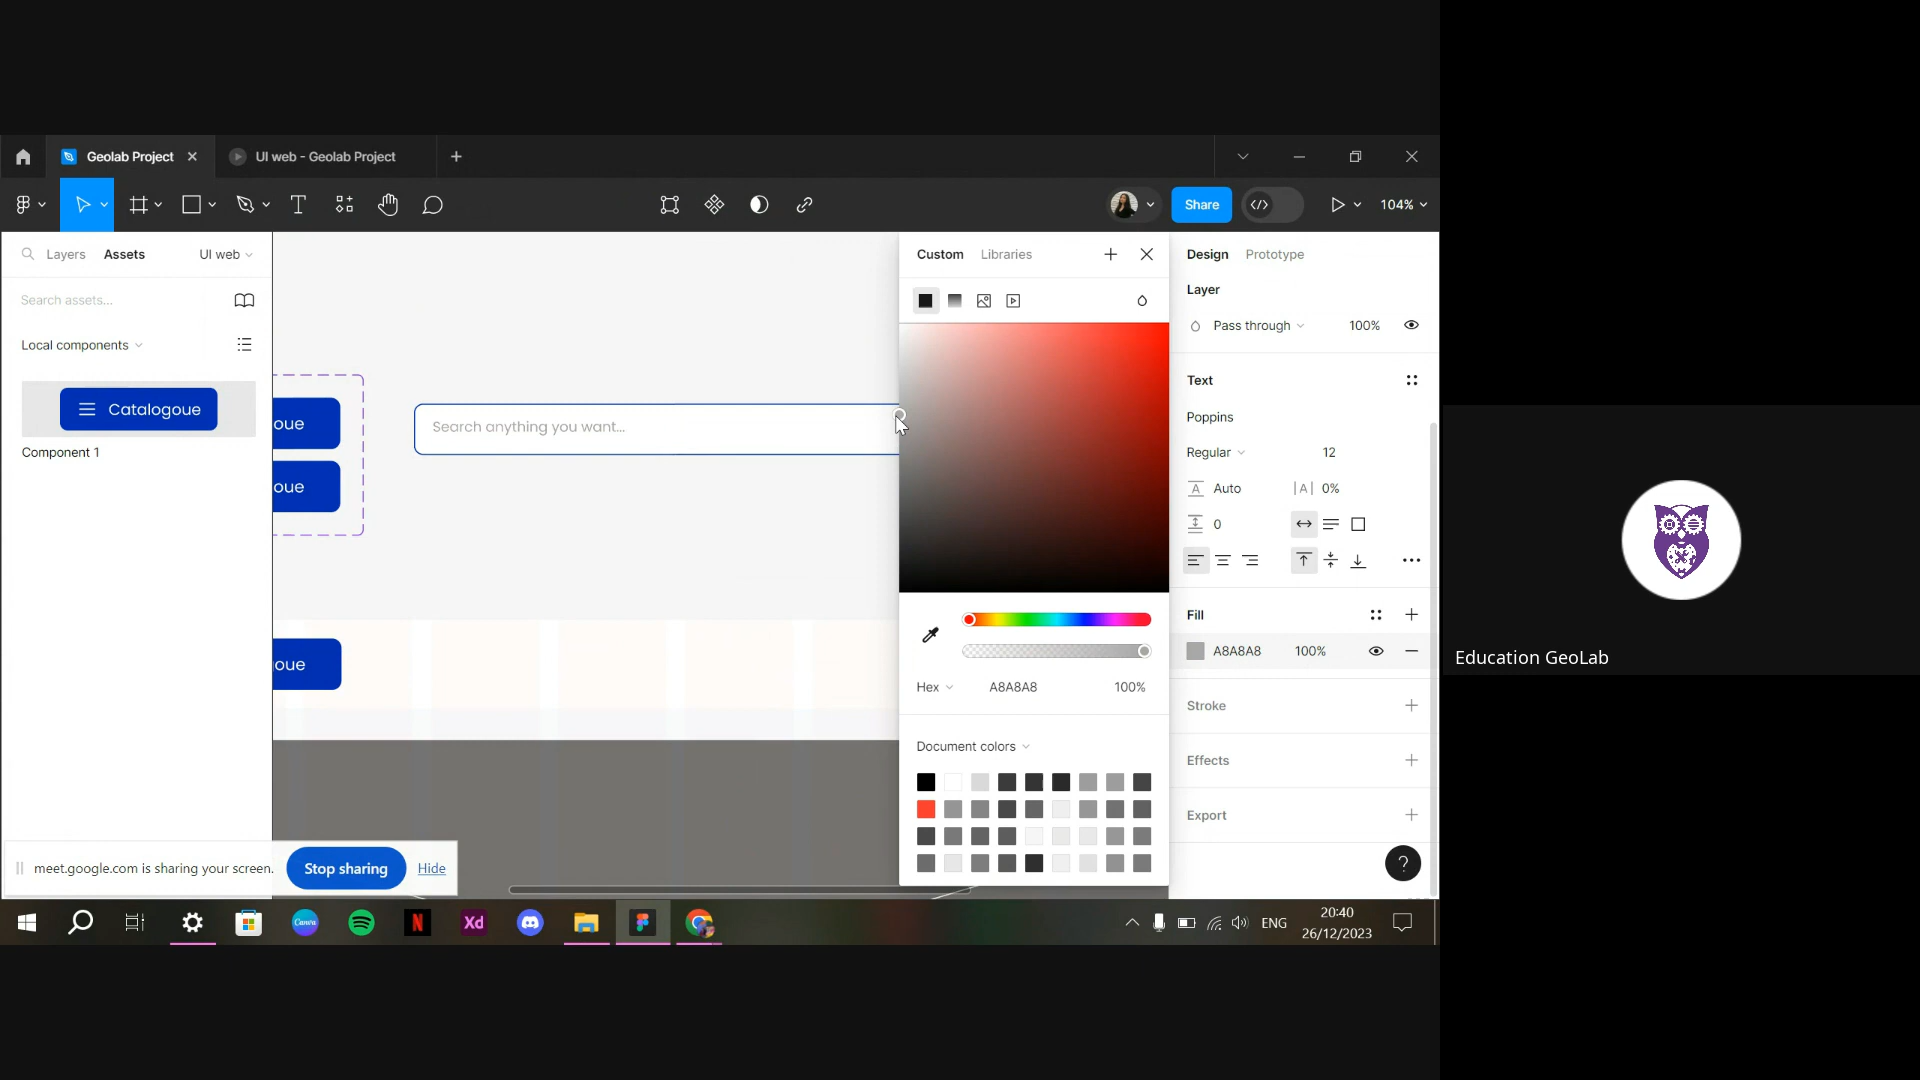 Geolab Project
UI web - Geolab Project
Share
104%
Layers
Assets
UI web
Search assets...
Local components
Catalogoue
Component 1
oue
oue
oue
Search anything you want...
Custom
Libraries
Hex
A8A8A8
100%
Document colors
Design
Prototype
Layer
Pass through
100%
Text
Poppins
Regular
12
A
Auto
|A|
0%
0
Fill
A8A8A8
100%
Stroke
Effects
Export
?
meet.google.com is sharing your screen.
Stop sharing
Hide
Canva
N
Xd
ENG
20:40
26/12/2023
Education GeoLab